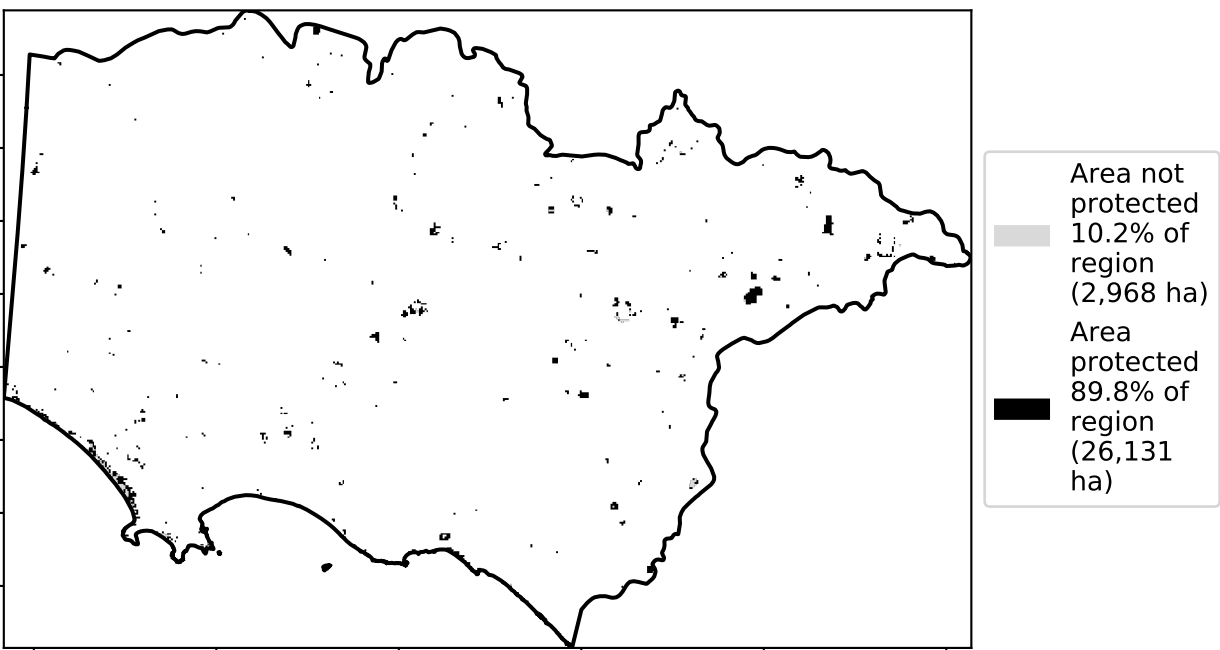 Area not
protected
10.2% of
region
(2,968 ha)
Area
protected
89.8% of
region
(26,131
ha)